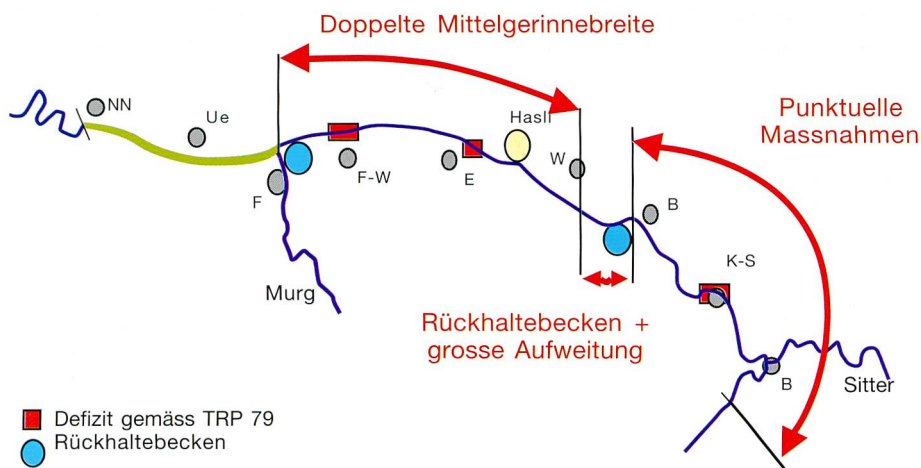 Doppelte Mittelgerinnebreite
Punktuelle
Massnahmen
NN
Ue
Hasli
F-W
E
W
F
B
K-S
Murg
Rückhaltebecken +
grosse Aufweitung
B
Sitter
Defizit gemäss TRP 79
Rückhaltebecken